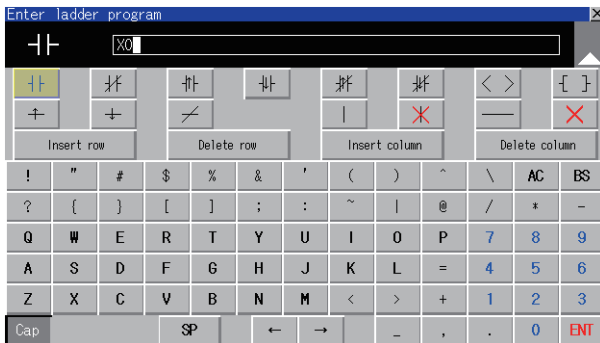 Enter ladder program
X0
< > { }
Insert row Delete row Insert column Delete column
! " # $ % & ' ( ) ^ \ AC BS
? { } [ ] ; : ~ | @ / * -
Q W E R T Y U I O P 7 8 9
A S D F G H J K L = 4 5 6
Z X C V B N M < > + 1 2 3
Cap SP ← → _ , . 0 ENT